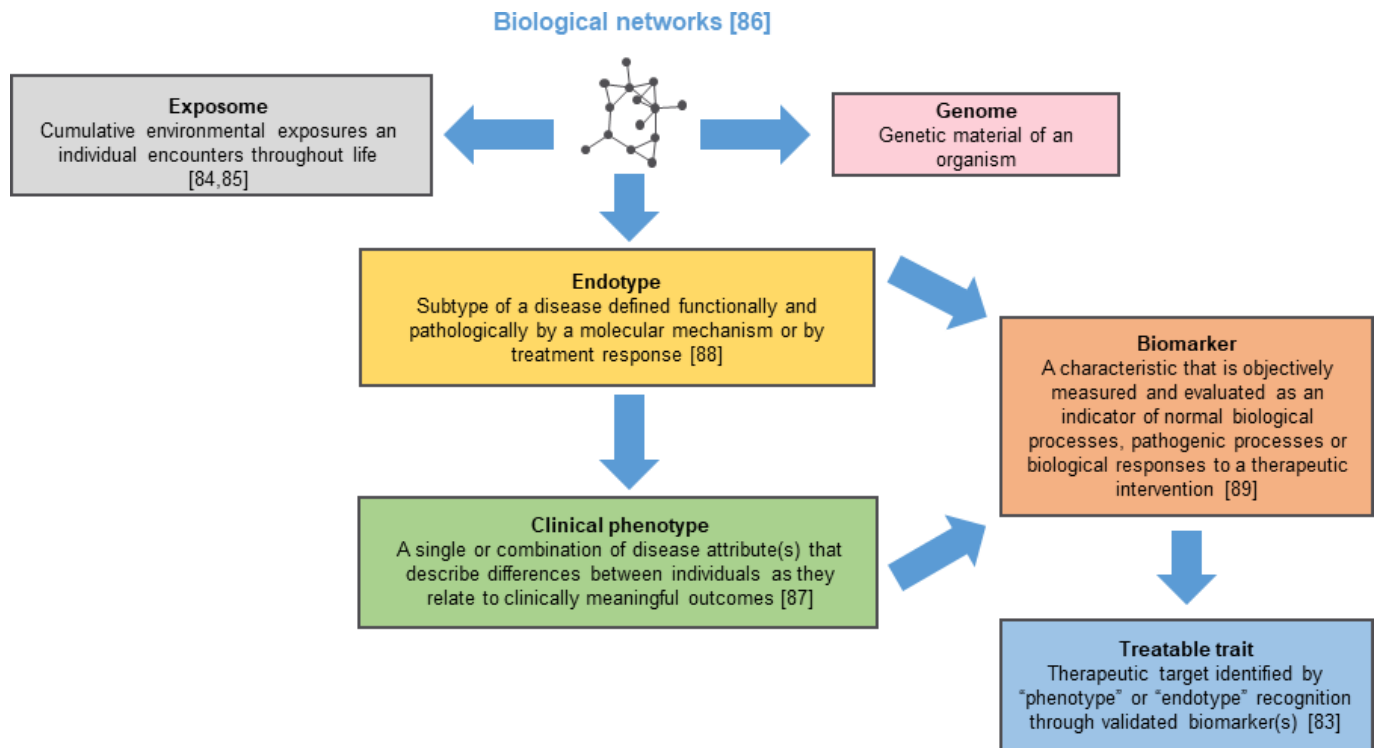 Biological networks [86]
Exposome
Cumulative environmental exposures an
individual encounters throughout life
[84,85]
Genome
Genetic material of an
organism
Endotype
Subtype of a disease defined functionally and
pathologically by a molecular mechanism or by
treatment response [88]
Biomarker
A characteristic that is objectively
measured and evaluated as an
indicator of normal biological
processes, pathogenic processes or
biological responses to a therapeutic
intervention [89]
Clinical phenotype
A single or combination of disease attribute(s) that
describe differences between individuals as they
relate to clinically meaningful outcomes [87]
Treatable trait
Therapeutic target identified by
“phenotype” or “endotype” recognition
through validated biomarker(s) [83]